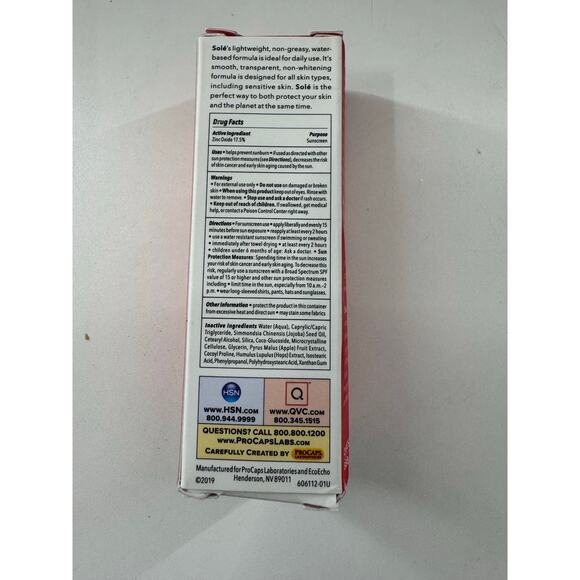 Solé's lightweight, non-greasy, water-
based formula is ideal for daily use. It's
smooth, transparent, non-whitening
formula is designed for all skin types,
including sensitive skin. Solé is the
perfect way to both protect your skin
and the planet at the same time.
Drug Facts
Active Ingredient Purpose
Zinc Oxide 17.5% Sunscreen
Uses • helps prevent sunburn • if used as directed with other
sun protection measures (see Directions), decreases the risk
of skin cancer and early skin aging caused by the sun.
Warnings
• For external use only • Do not use on damaged or broken
skin • When using this product keep out of eyes. Rinse with
water to remove. • Stop use and ask a doctor if rash occurs.
• Keep out of reach of children. If swallowed, get medical
help, or contact a Poison Control Center right away.
Directions • For sunscreen use • apply liberally and evenly 15
minutes before sun exposure • reapply at least every 2 hours
• use a water resistant sunscreen if swimming or sweating
• immediately after towel drying • at least every 2 hours
• children under 6 months of age: Ask a doctor. • Sun
Protection Measures: Spending time in the sun increases
your risk of skin cancer and early skin aging. To decrease this
risk, regularly use a sunscreen with a Broad Spectrum SPF
value of 15 or higher and other sun protection measures
including • limit time in the sun, especially from 10 a.m.-2
p.m. • wear long-sleeved shirts, pants, hats and sunglasses.
Other Information • protect the product in this container
from excessive heat and direct sun • may stain some fabrics
Inactive Ingredients Water (Aqua), Caprylic/Capric
Triglyceride, Simmondsia Chinensis (Jojoba) Seed Oil,
Cetearyl Alcohol, Silica, Coco-Glucoside, Microcrystalline
Cellulose, Glycerin, Pyrus Malus (Apple) Fruit Extract,
Cocoyl Proline, Humulus Lupulus (Hops) Extract, Isostearic
Acid, Phenylpropanol, Polyhydroxystearic Acid, Xanthan Gum
HSN Q
www.HSN.com www.QVC.com
800.944.9999 800.345.1515
QUESTIONS? CALL 800.800.1200
www.ProCapsLabs.com
Carefully Created by PROCAPS LABORATORIES
Manufactured for ProCaps Laboratories and EcoEcho
©2019 Henderson, NV 89011 606112-01U